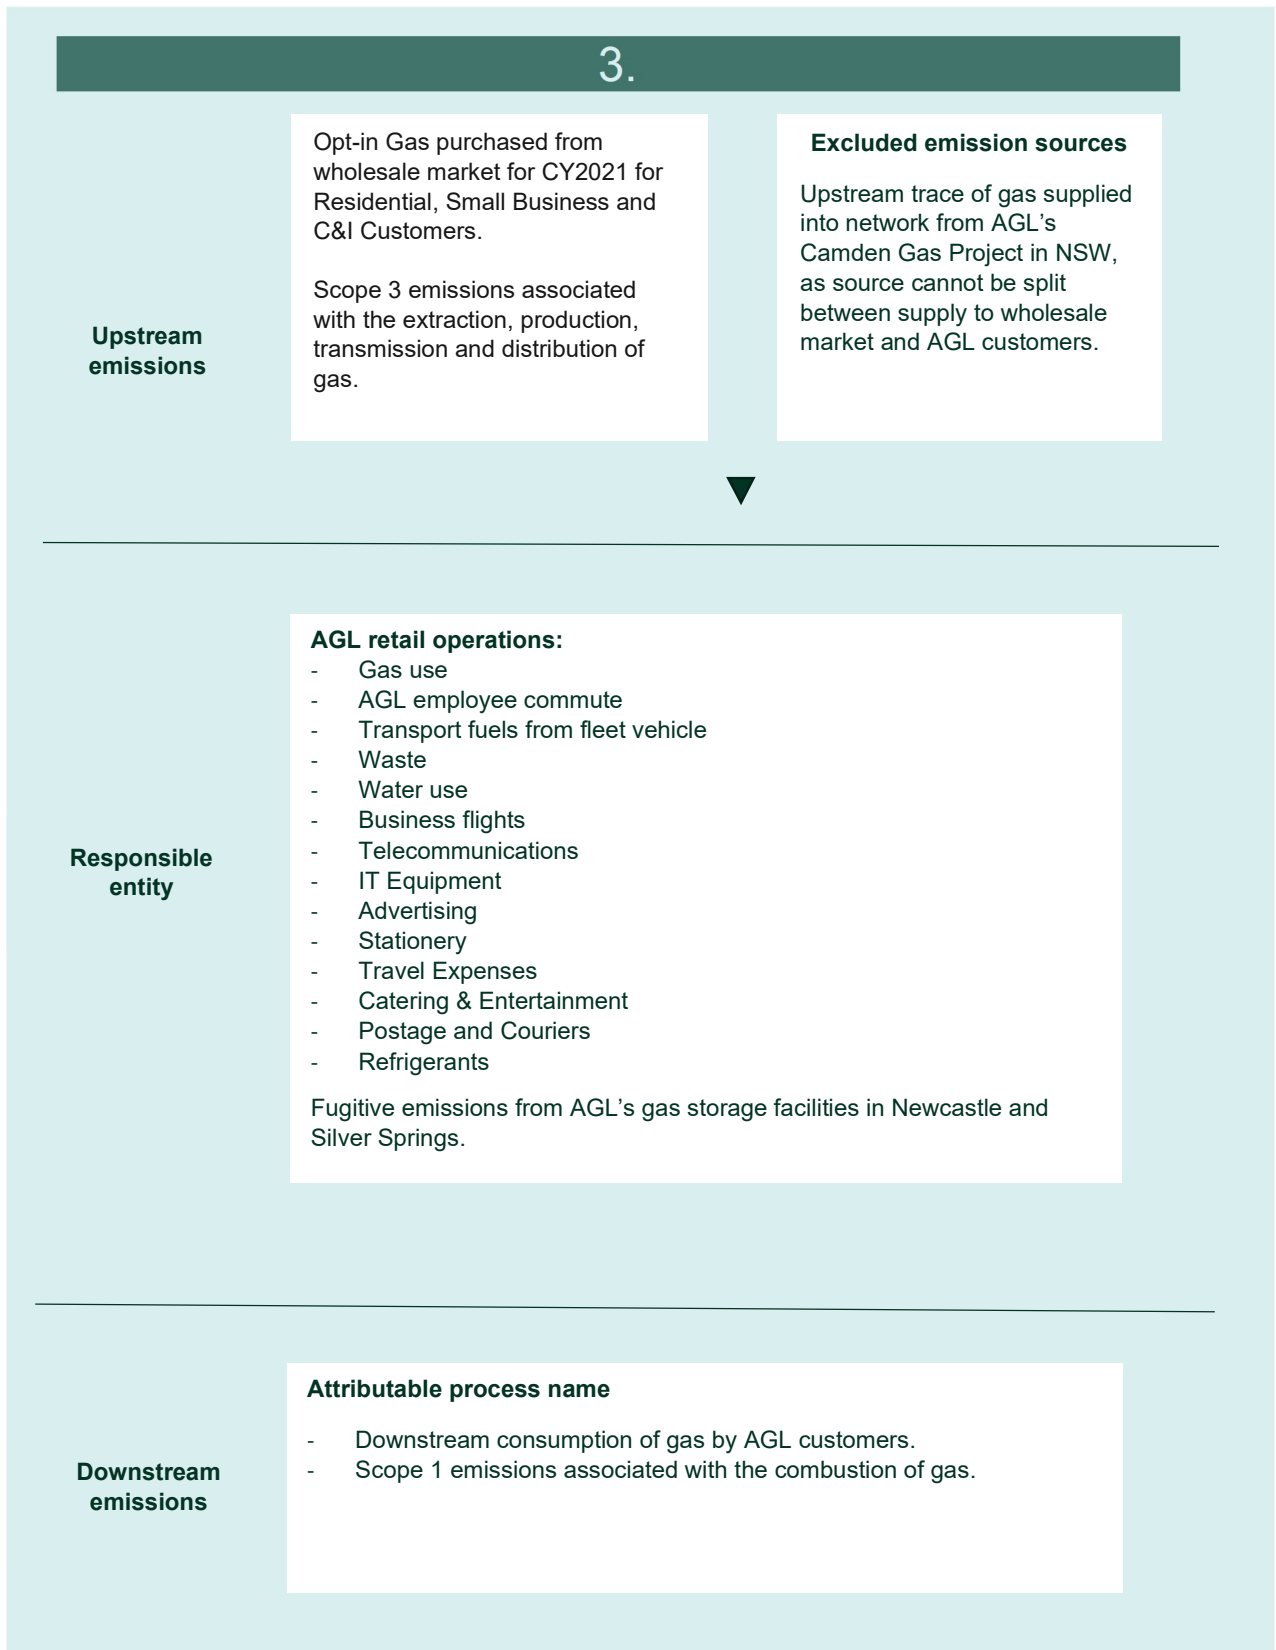 3.
Opt-in Gas purchased from
wholesale market for CY2021 for
Residential, Small Business and
C&I Customers.
Scope 3 emissions associated
with the extraction, production,
transmission and distribution of
gas.
Excluded emission sources
Upstream trace of gas supplied
into network from AGL’s
Camden Gas Project in NSW,
as source cannot be split
between supply to wholesale
market and AGL customers.
Upstream
emissions
AGL retail operations:
- Gas use
- AGL employee commute
- Transport fuels from fleet vehicle
- Waste
- Water use
- Business flights
- Telecommunications
- IT Equipment
- Advertising
- Stationery
- Travel Expenses
- Catering & Entertainment
- Postage and Couriers
- Refrigerants
Fugitive emissions from AGL’s gas storage facilities in Newcastle and
Silver Springs.
Responsible
entity
Attributable process name
- Downstream consumption of gas by AGL customers.
- Scope 1 emissions associated with the combustion of gas.
Downstream
emissions